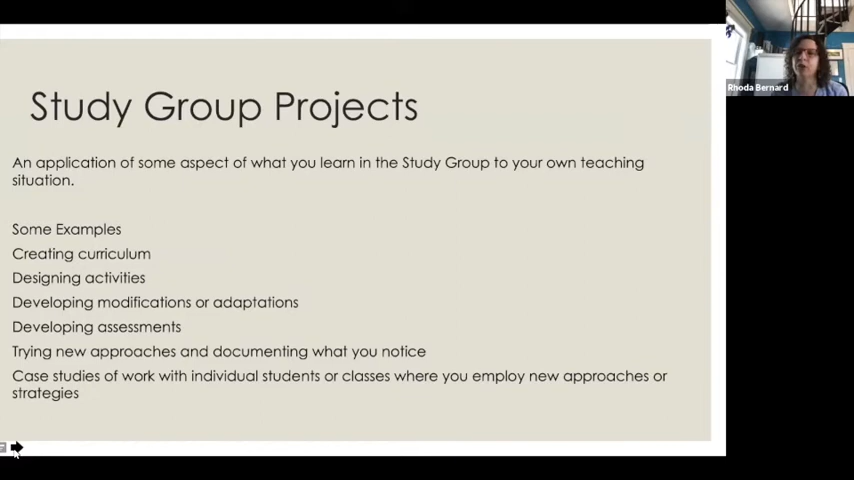 Study Group Projects
An application of some aspect of what you learn in the Study Group to your own teaching
situation.
Some Examples
Creating curriculum
Designing activities
Developing modifications or adaptations
Developing assessments
Trying new approaches and documenting what you notice
Case studies of work with individual students or classes where you employ new approaches or
strategies
Rhoda Bernard